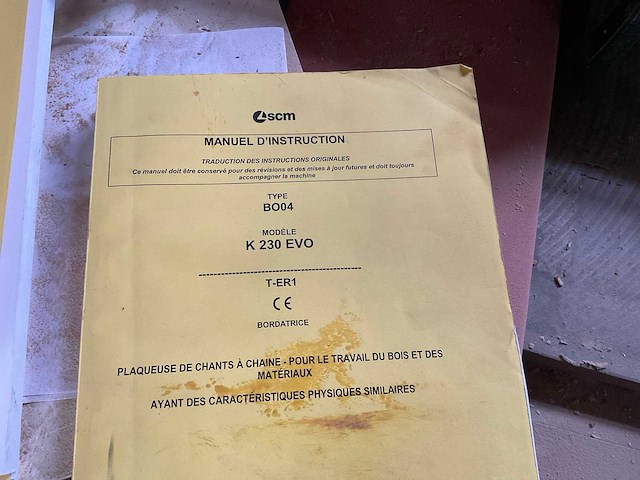 scm
MANUEL D'INSTRUCTION
TRADUCTION DES INSTRUCTIONS ORIGINALES
Ce manuel doit être conservé pour des révisions et des mises à jour futures et doit toujours
accompagner la machine
TYPE
BO04
MODÈLE
K 230 EVO
T-ER1
CE
BORDATRICE
PLAQUEUSE DE CHANTS À CHAINE - POUR LE TRAVAIL DU BOIS ET DES
MATÉRIAUX
AYANT DES CARACTÉRISTIQUES PHYSIQUES SIMILAIRES